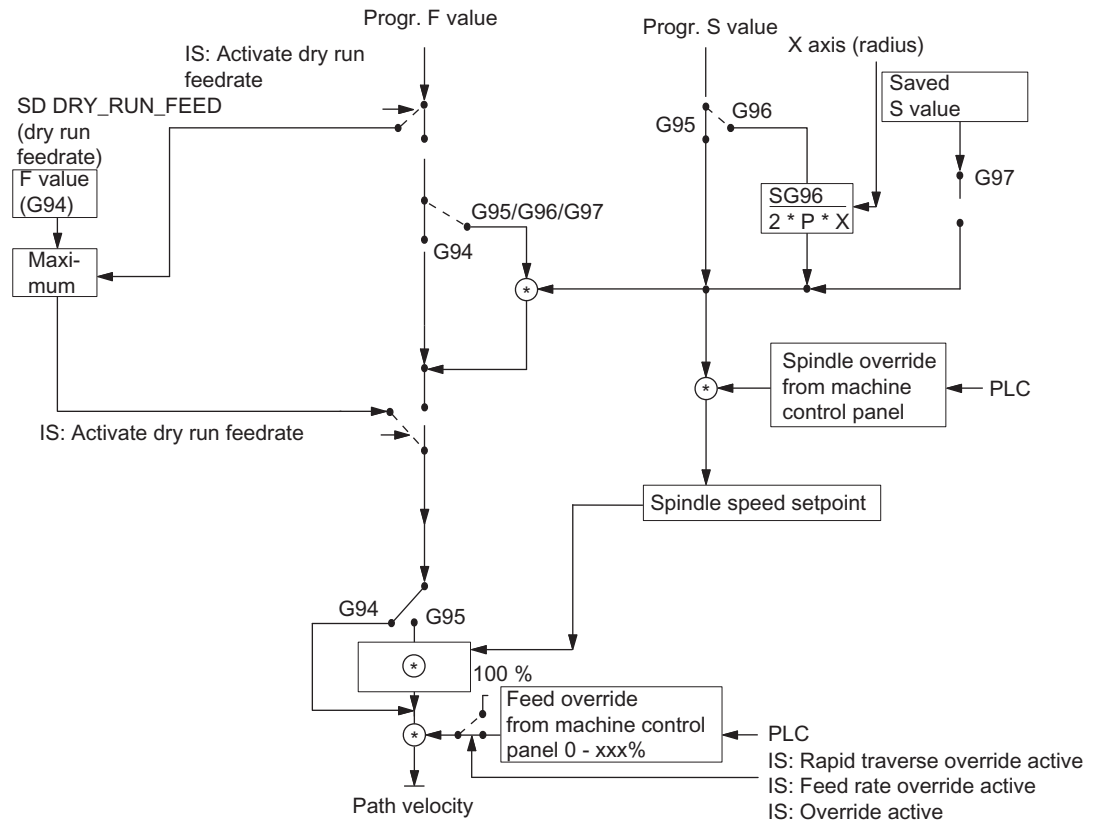 Progr. F value
Progr. S value
IS: Activate dry run
feedrate
X axis (radius)
SD DRY_RUN_FEED
(dry run
feedrate)
Saved
S value
G95
G96
F value
(G94)
G97
SG96
2 * P * X
G95/G96/G97
G94
Maxi-
mum
*
Spindle override
from machine
control panel
*
PLC
IS: Activate dry run feedrate
Spindle speed setpoint
G94
G95
*
100 %
Feed override
from machine control
panel 0 - xxx%
*
PLC
IS: Rapid traverse override active
IS: Feed rate override active
IS: Override active
Path velocity